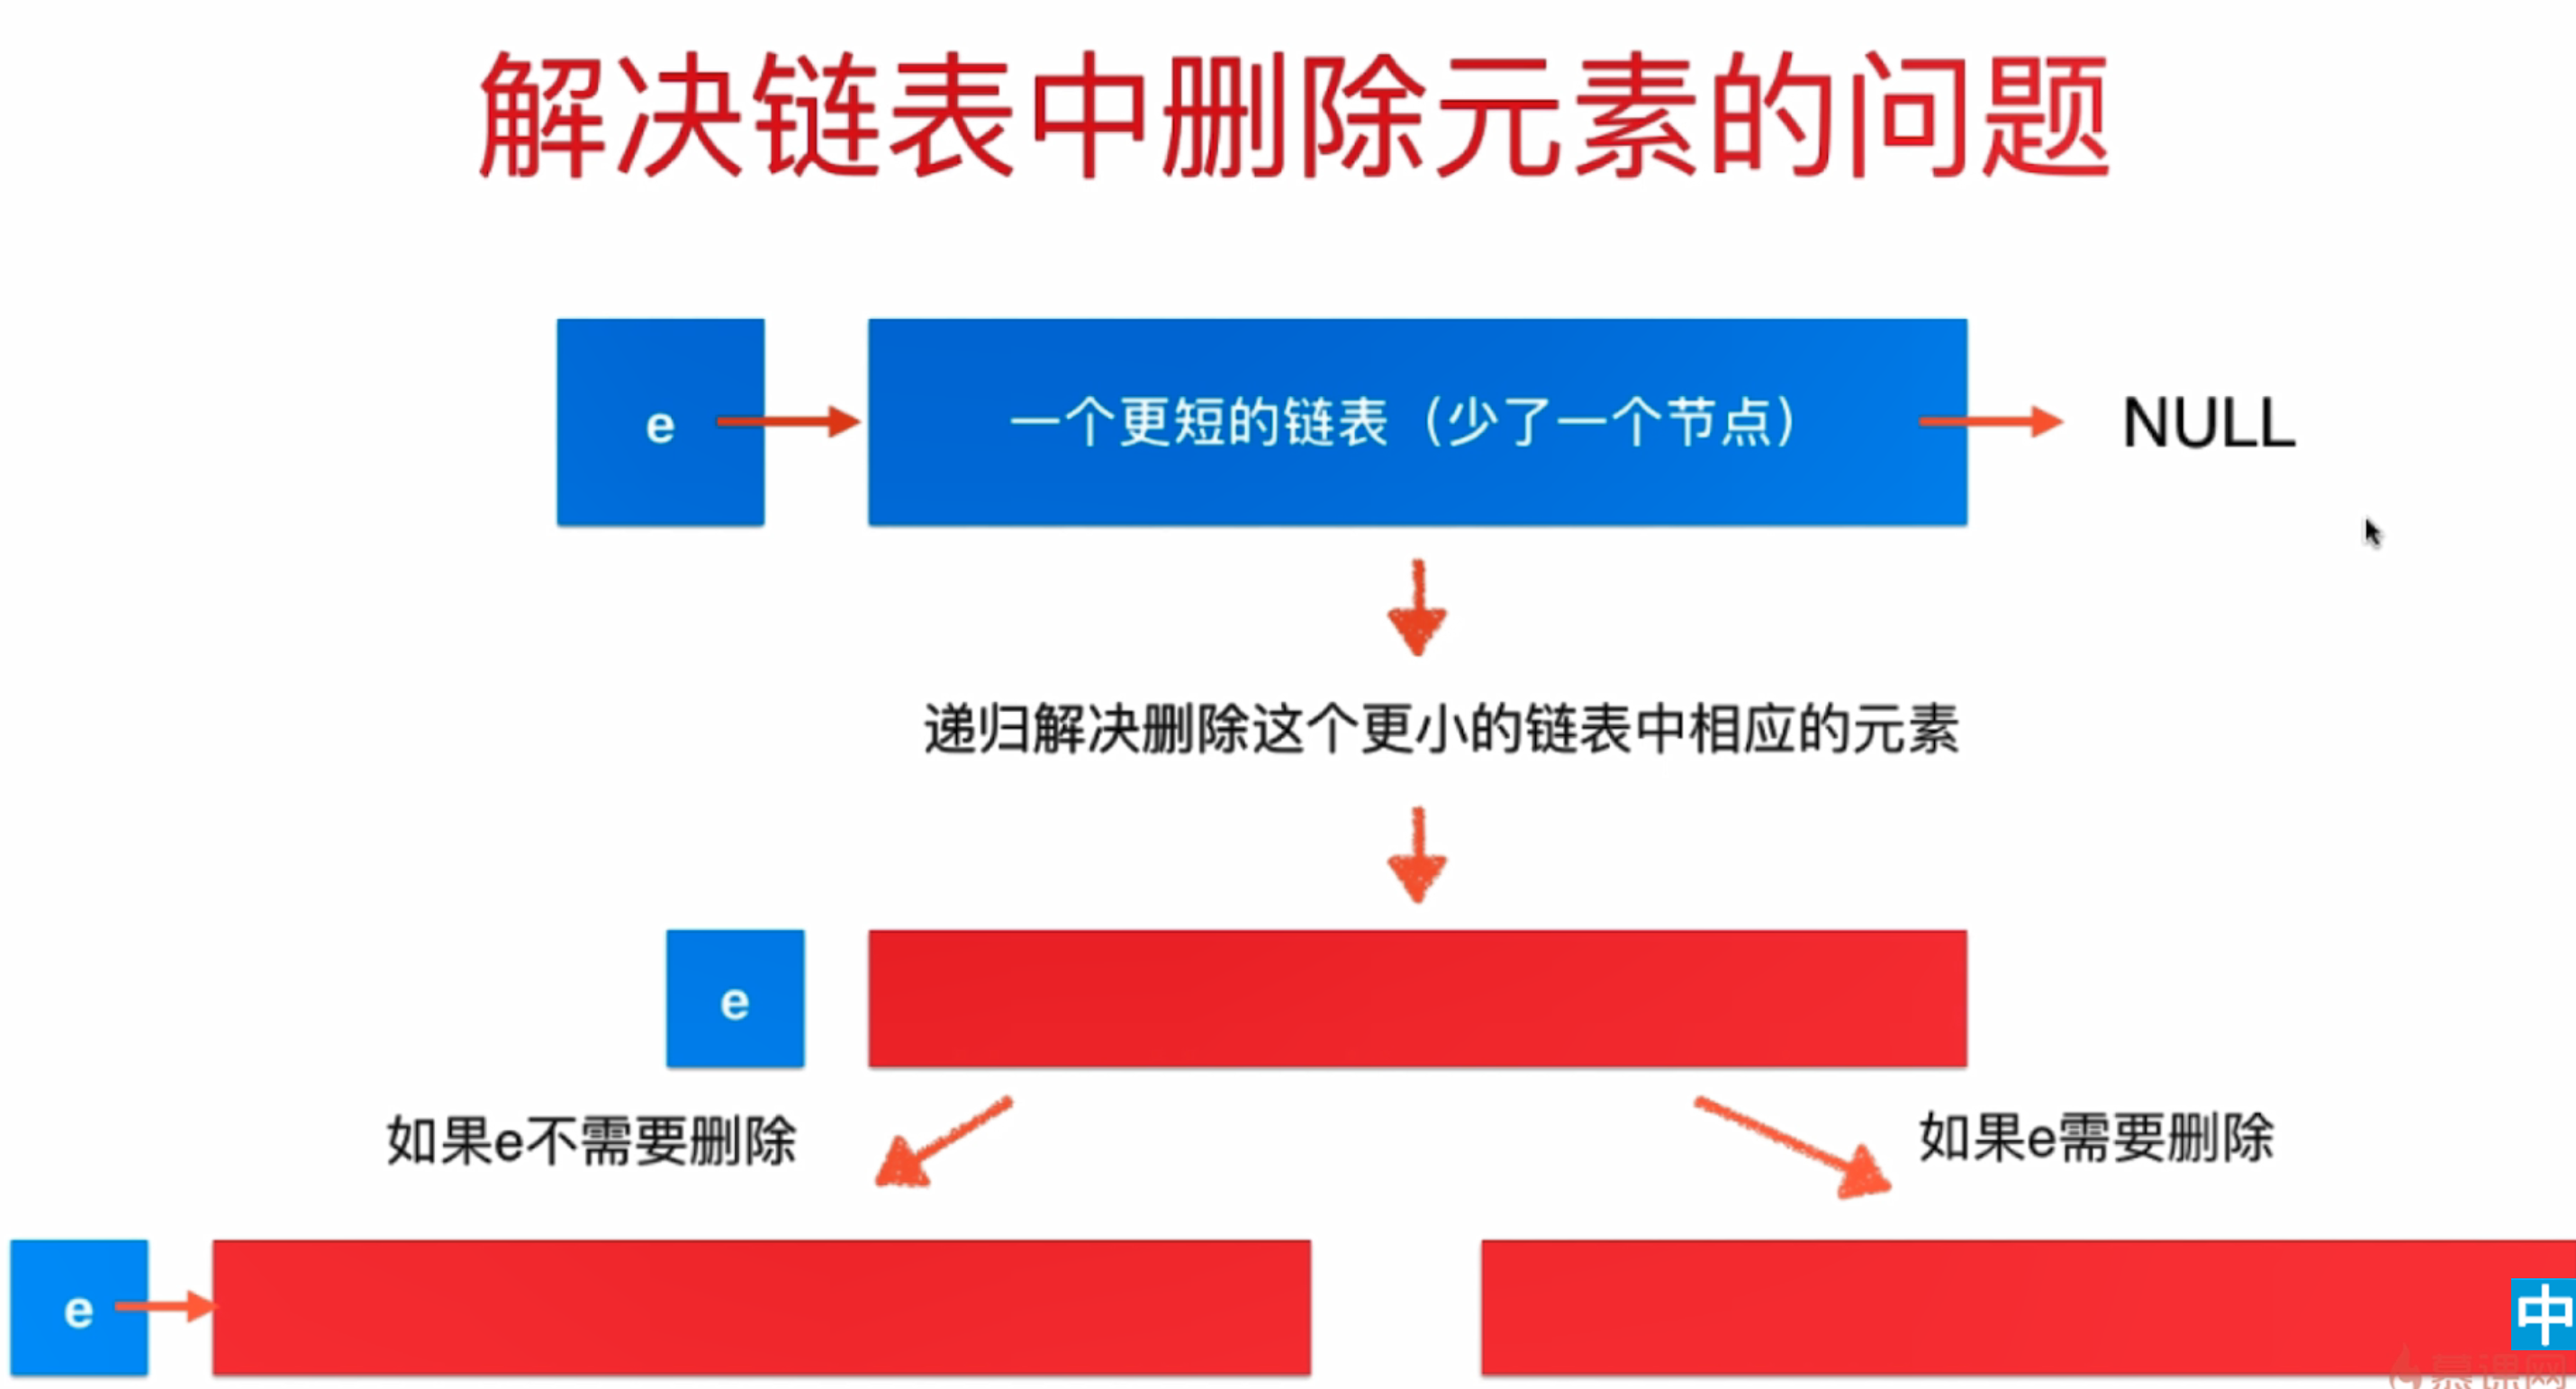 解决链表中删除元素的问题
e
一个更短的链表（少了一个节点）
NULL
递归解决删除这个更小的链表中相应的元素
e
如果e不需要删除
如果e需要删除
e
中
慕课网